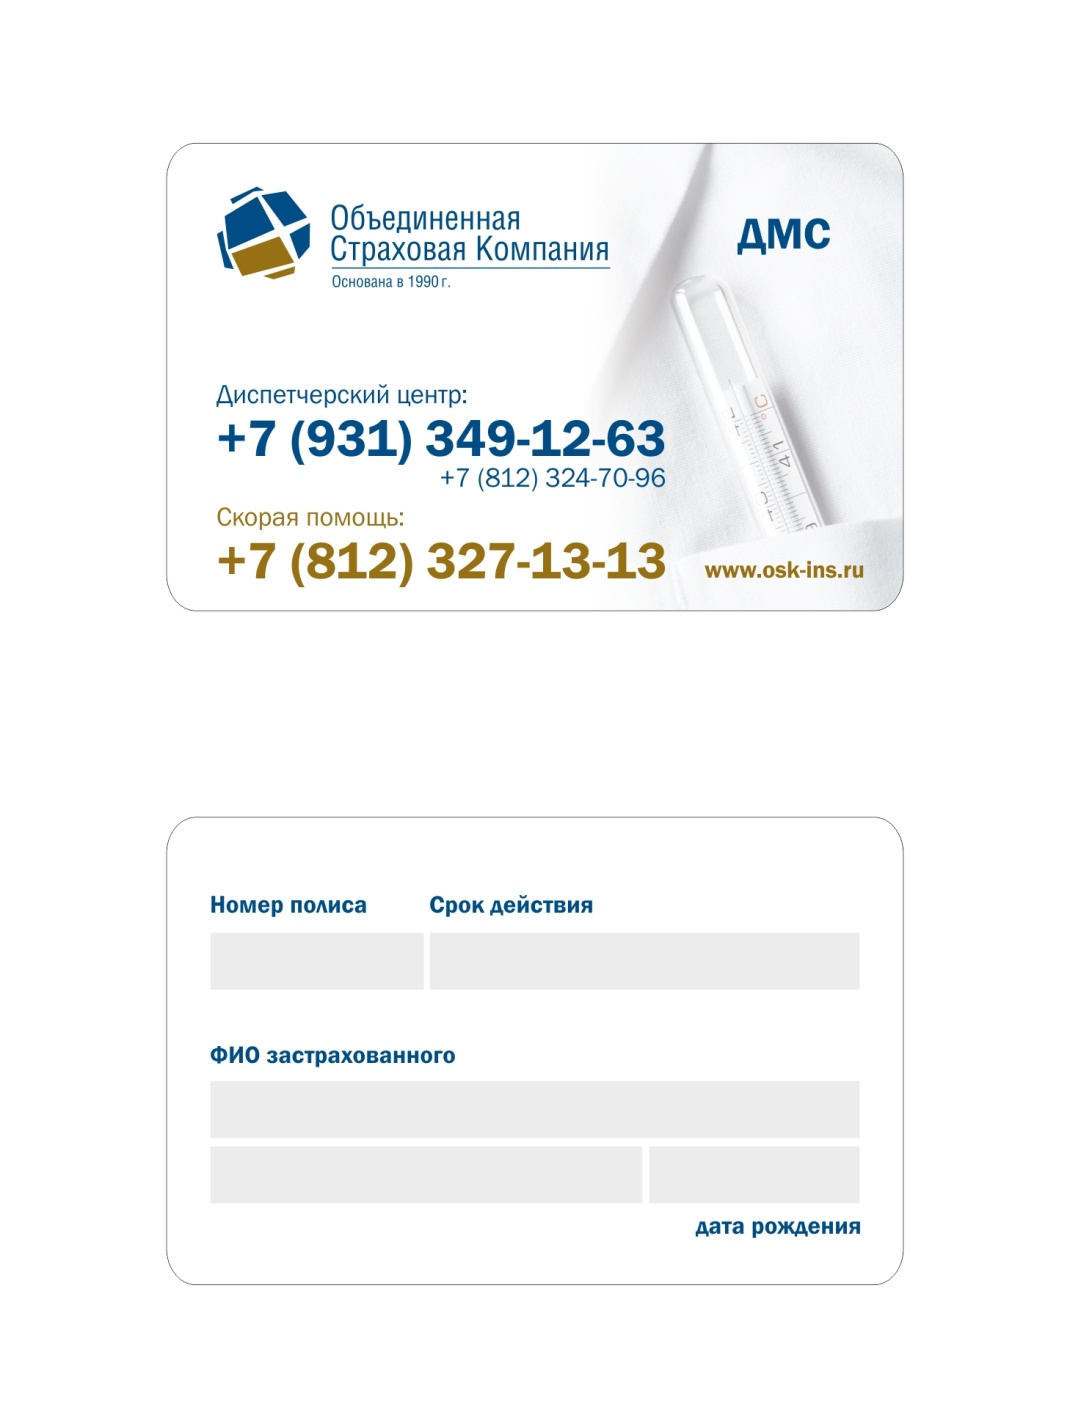 Объединенная
Страховая Компания
Основана в 1990 г.
ДМС
Диспетчерский центр:
+7 (931) 349-12-63
+7 (812) 324-70-96
Скорая помощь:
+7 (812) 327-13-13
www.osk-ins.ru
°C
41
Номер полиса Срок действия
ФИО застрахованного
дата рождения